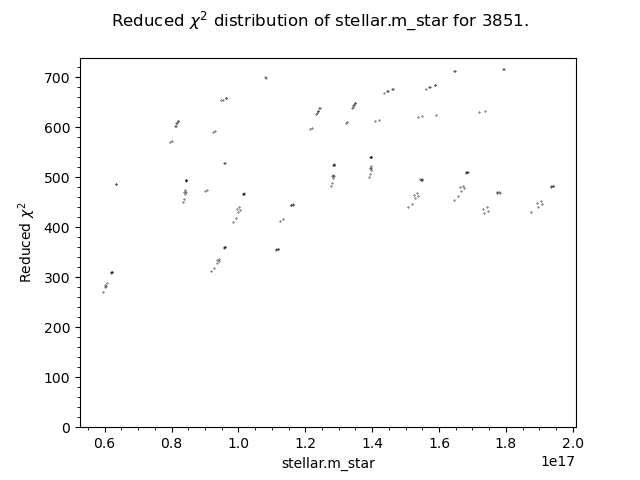 Reduced χ² distribution of stellar.m_star for 3851.
Reduced χ²
700
600
500
400
300
200
100
0
0.6 0.8 1.0 1.2 1.4 1.6 1.8 2.0
1e17
stellar.m_star